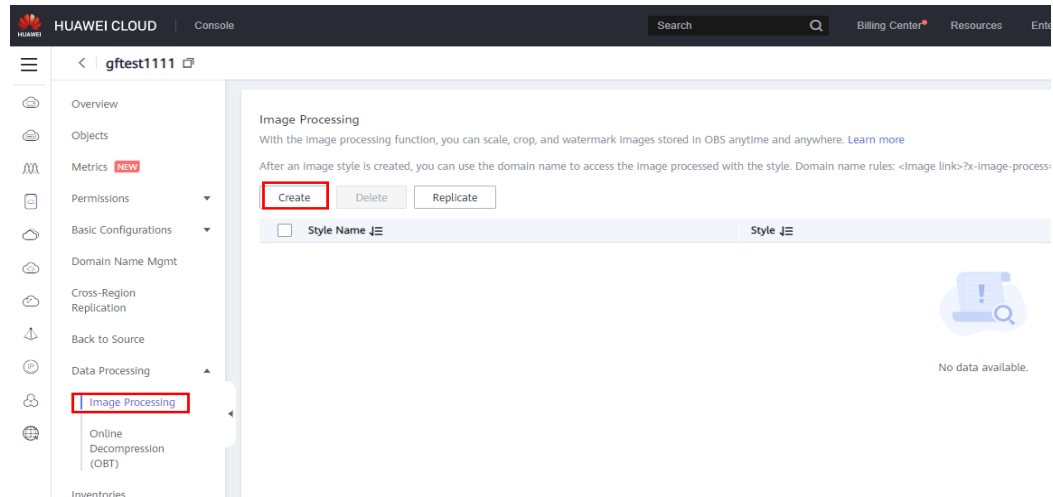 HUAWEI
HUAWEI CLOUD
Console
Search
Billing Center
Resources
Ente
gftest1111
Overview
Objects
Metrics NEW
Permissions
Basic Configurations
Domain Name Mgmt
Cross-Region
Replication
Back to Source
Data Processing
Image Processing
Online
Decompression
(OBT)
Inventories
Image Processing
With the image processing function, you can scale, crop, and watermark images stored in OBS anytime and anywhere. Learn more
After an image style is created, you can use the domain name to access the image processed with the style. Domain name rules: <Image link>?x-image-process=
Create
Delete
Replicate
Style Name
Style
No data available.